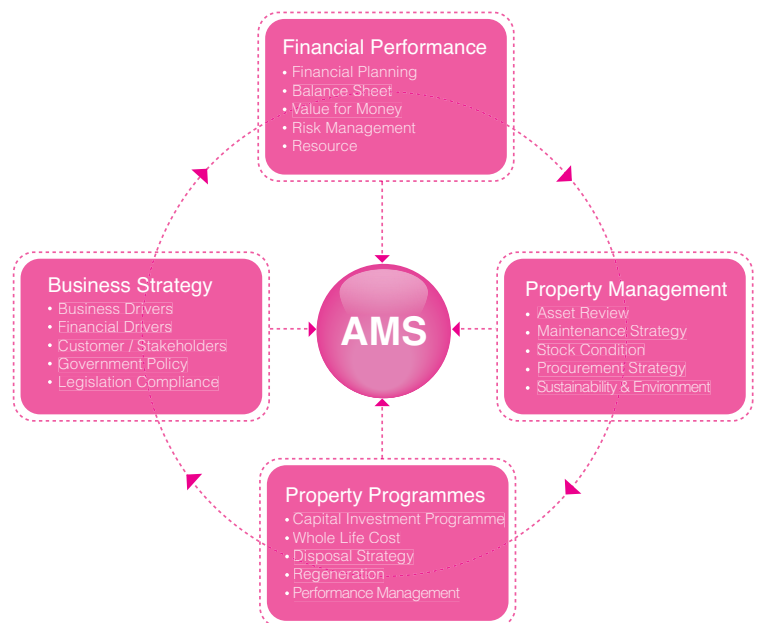 Financial Performance
• Financial Planning
• Balance Sheet
• Value for Money
• Risk Management
• Resource
Business Strategy
• Business Drivers
• Financial Drivers
• Customer / Stakeholders
• Government Policy
• Legislation Compliance
AMS
Property Management
• Asset Review
• Maintenance Strategy
• Stock Condition
• Procurement Strategy
• Sustainability & Environment
Property Programmes
• Capital Investment Programme
• Whole Life Cost
• Disposal Strategy
• Regeneration
• Performance Management